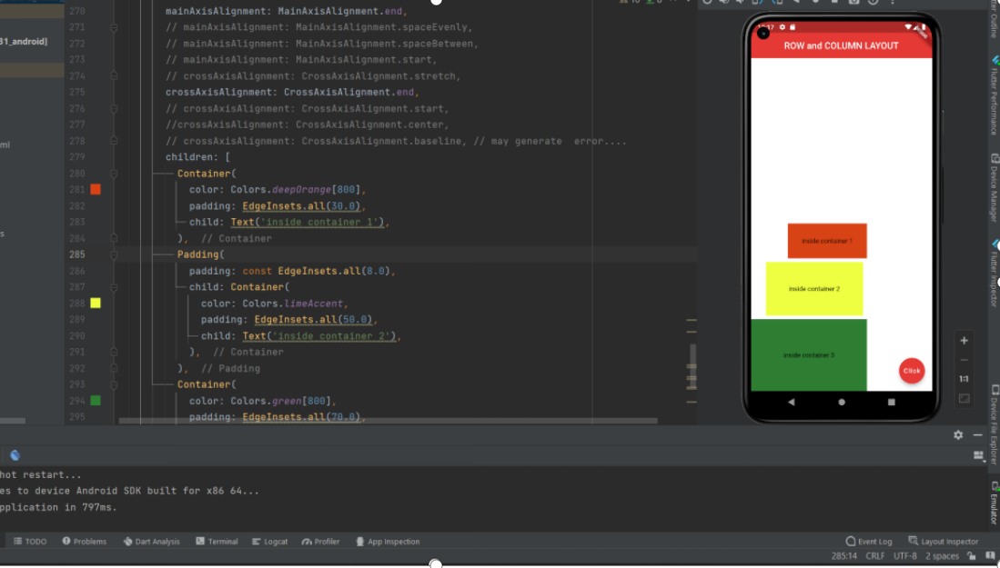 31_android]
ml
s
270 mainAxisAlignment: MainAxisAlignment.end,
271 // mainAxisAlignment: MainAxisAlignment.spaceEvenly,
272 // mainAxisAlignment: MainAxisAlignment.spaceBetween,
273 // mainAxisAlignment: MainAxisAlignment.start,
274 // crossAxisAlignment: CrossAxisAlignment.stretch,
275 crossAxisAlignment: CrossAxisAlignment.end,
276 // crossAxisAlignment: CrossAxisAlignment.start,
277 //crossAxisAlignment: CrossAxisAlignment.center,
278 // crossAxisAlignment: CrossAxisAlignment.baseline, // may generate  error....
279 children: [
280 Container(
281 color: Colors.deepOrange[800],
282 padding: EdgeInsets.all(30.0),
283 child: Text('inside container 1'),
284 ),  // Container
285 Padding(
286 padding: const EdgeInsets.all(8.0),
287 child: Container(
288 color: Colors.limeAccent,
289 padding: EdgeInsets.all(50.0),
290 child: Text('inside container 2'),
291 ),  // Container
292 ),  // Padding
293 Container(
294 color: Colors.green[800],
295 padding: EdgeInsets.all(70.0),
ROW and COLUMN LAYOUT
inside container 1
inside container 2
inside container 3
Click
1:1
Flutter Outline
Flutter Performance
Device Manager
Flutter Inspector
Device File Explorer
Emulator
hot restart...
es to device Android SDK built for x86 64...
pplication in 797ms.
TODO Problems Dart Analysis Terminal Logcat Profiler App Inspection Event Log Layout Inspector
285:14 CRLF UTF-8 2 spaces